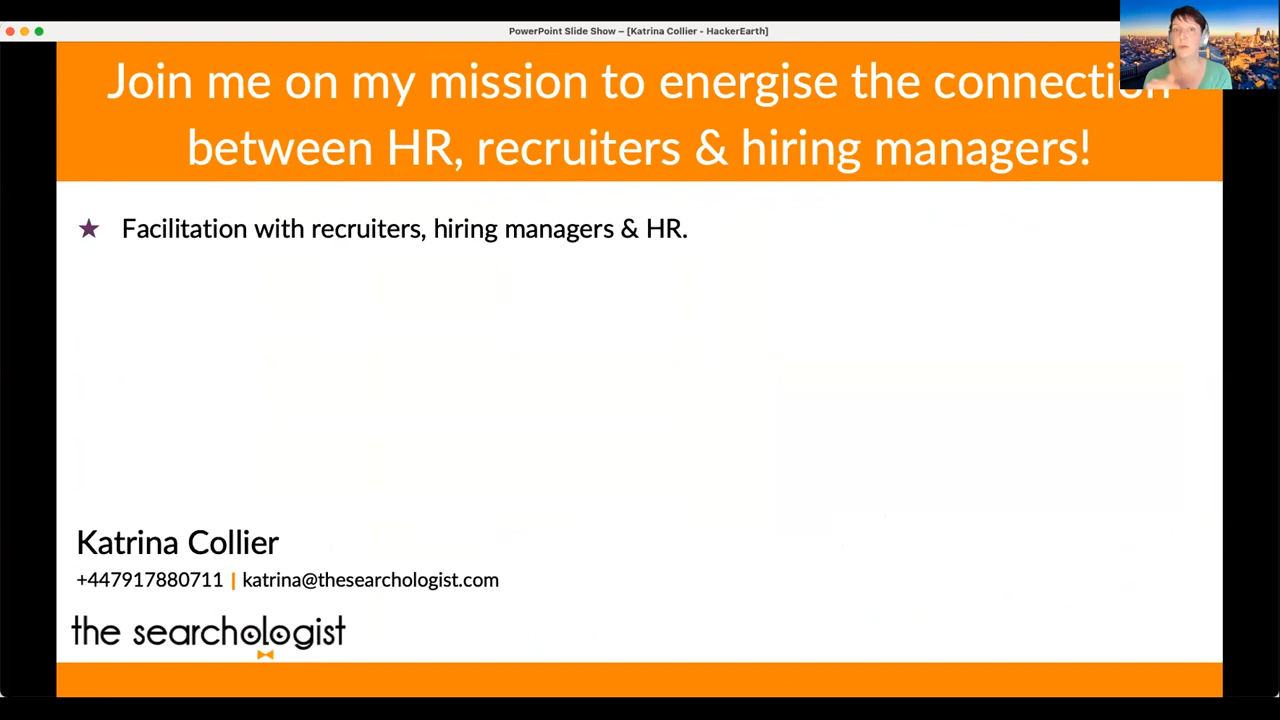 PowerPoint Slide Show – [Katrina Collier - HackerEarth]
Join me on my mission to energise the connection
between HR, recruiters & hiring managers!
★ Facilitation with recruiters, hiring managers & HR.
Katrina Collier
+447917880711 | katrina@thesearchologist.com
the searchologist